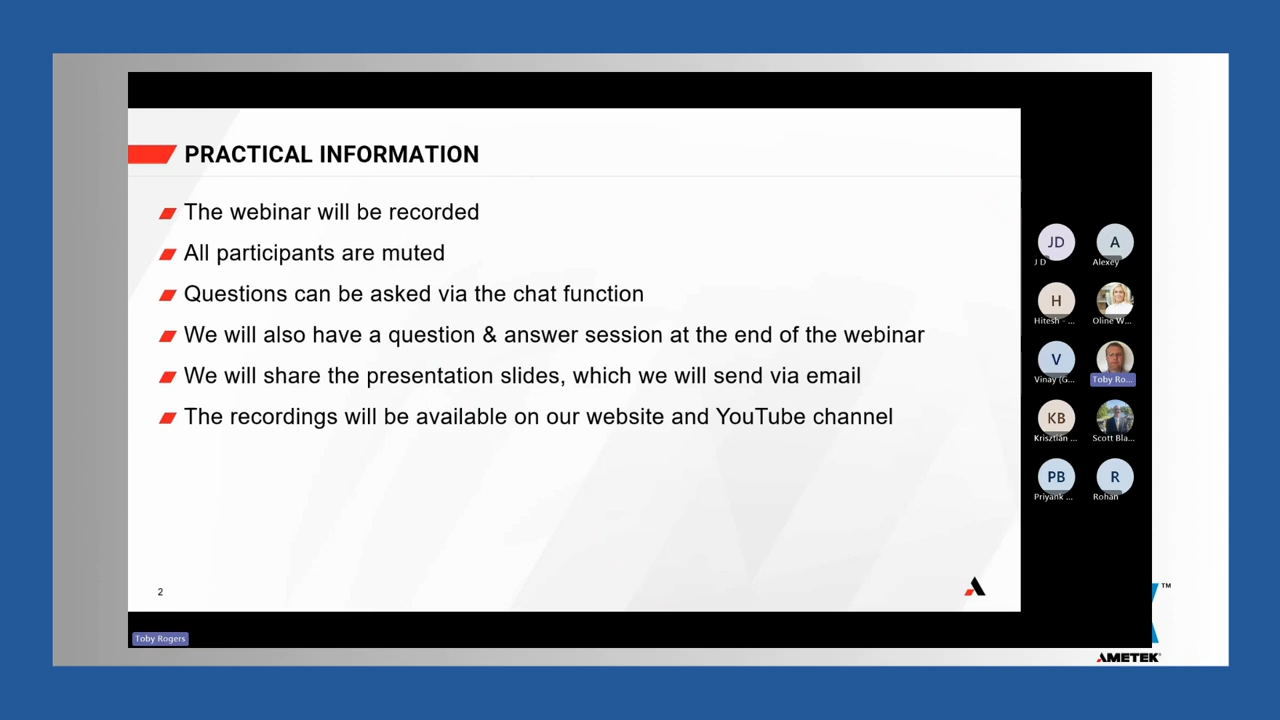 PRACTICAL INFORMATION
The webinar will be recorded
All participants are muted
Questions can be asked via the chat function
We will also have a question & answer session at the end of the webinar
We will share the presentation slides, which we will send via email
The recordings will be available on our website and YouTube channel
2
Toby Rogers
JD
J D
A
Alexey
H
Hitesh - ...
Oline W...
V
Vinay (G...
Toby Ro...
KB
Krisztián ...
Scott Bla...
PB
Priyank ...
R
Rohan
TM
AMETEK